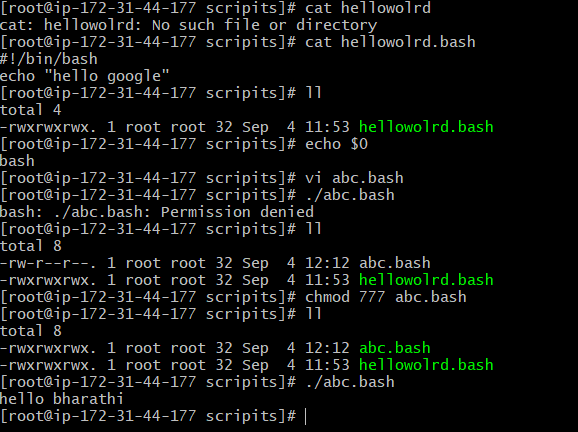 [root@ip-172-31-44-177 scripits]# cat hellowolrd
cat: hellowolrd: No such file or directory
[root@ip-172-31-44-177 scripits]# cat hellowolrd.bash
#!/bin/bash
echo "hello google"
[root@ip-172-31-44-177 scripits]# ll
total 4
-rwxrwxrwx. 1 root root 32 Sep  4 11:53 hellowolrd.bash
[root@ip-172-31-44-177 scripits]# echo $0
bash
[root@ip-172-31-44-177 scripits]# vi abc.bash
[root@ip-172-31-44-177 scripits]# ./abc.bash
bash: ./abc.bash: Permission denied
[root@ip-172-31-44-177 scripits]# ll
total 8
-rw-r--r--. 1 root root 32 Sep  4 12:12 abc.bash
-rwxrwxrwx. 1 root root 32 Sep  4 11:53 hellowolrd.bash
[root@ip-172-31-44-177 scripits]# chmod 777 abc.bash
[root@ip-172-31-44-177 scripits]# ll
total 8
-rwxrwxrwx. 1 root root 32 Sep  4 12:12 abc.bash
-rwxrwxrwx. 1 root root 32 Sep  4 11:53 hellowolrd.bash
[root@ip-172-31-44-177 scripits]# ./abc.bash
hello bharathi
[root@ip-172-31-44-177 scripits]#